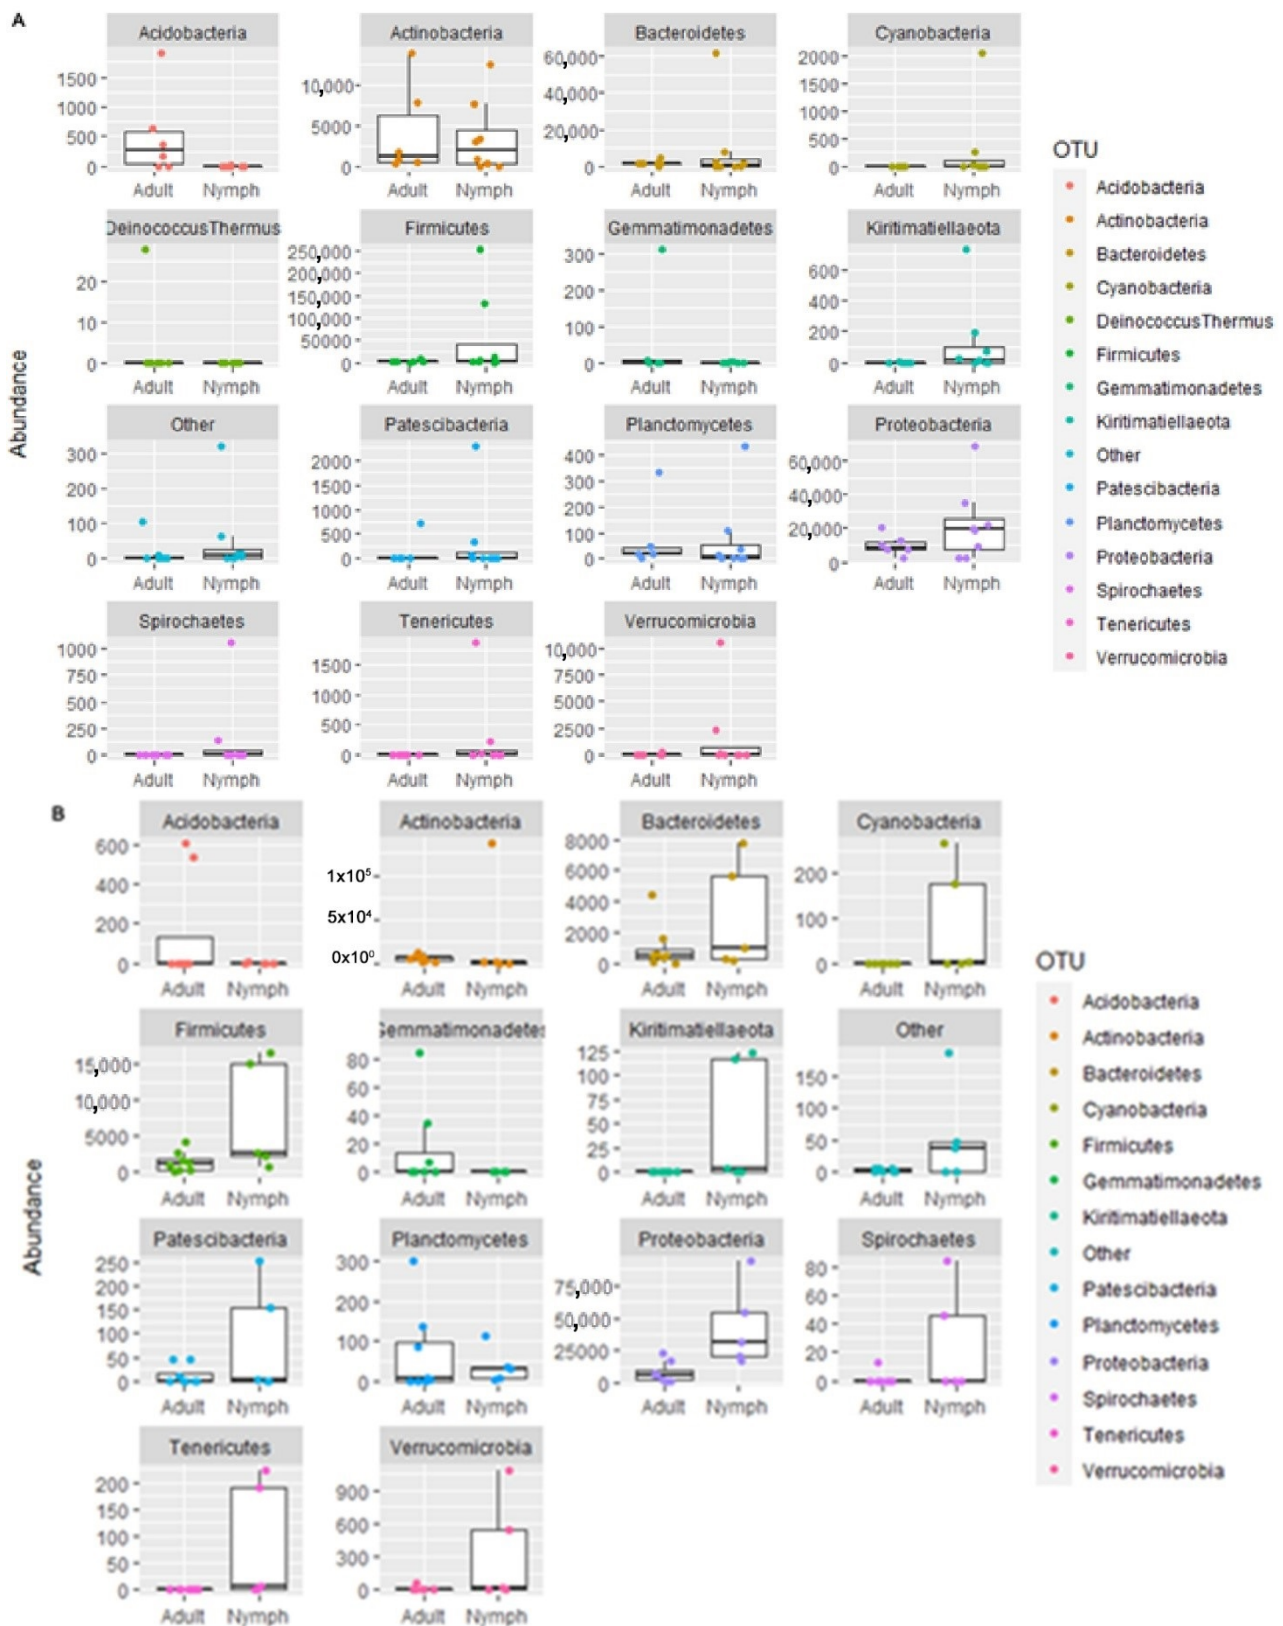 A
Acidobacteria Actinobacteria Bacteroidetes Cyanobacteria
1500
1000
500
0
10,000
5000
0
60,000
40,000
20,000
0
2000
1500
1000
500
0
Adult Nymph Adult Nymph Adult Nymph Adult Nymph
DeinococcusThermus Firmicutes Gemmatimonadetes Kiritimatiellaeota
20
10
0
250,000
200,000
150,000
100,000
50000
0
300
200
100
0
600
400
200
0
Adult Nymph Adult Nymph Adult Nymph Adult Nymph
Other Patescibacteria Planctomycetes Proteobacteria
300
200
100
0
2000
1500
1000
500
0
400
300
200
100
0
60,000
40,000
20,000
0
Adult Nymph Adult Nymph Adult Nymph Adult Nymph
Spirochaetes Tenericutes Verrucomicrobia
1000
750
500
250
0
1500
1000
500
0
10,000
7500
5000
2500
0
Adult Nymph Adult Nymph Adult Nymph
Abundance
OTU
Acidobacteria
Actinobacteria
Bacteroidetes
Cyanobacteria
DeinococcusThermus
Firmicutes
Gemmatimonadetes
Kiritimatiellaeota
Other
Patescibacteria
Planctomycetes
Proteobacteria
Spirochaetes
Tenericutes
Verrucomicrobia
B
Acidobacteria Actinobacteria Bacteroidetes Cyanobacteria
600
400
200
0
1x10⁵
5x10⁴
0x10⁰
8000
6000
4000
2000
0
200
100
0
Adult Nymph Adult Nymph Adult Nymph Adult Nymph
Firmicutes Gemmatimonadetes Kiritimatiellaeota Other
15,000
10,000
5000
0
80
60
40
20
0
125
100
75
50
25
0
150
100
50
0
Adult Nymph Adult Nymph Adult Nymph Adult Nymph
Patescibacteria Planctomycetes Proteobacteria Spirochaetes
250
200
150
100
50
0
300
200
100
0
75,000
50,000
25000
0
80
60
40
20
0
Adult Nymph Adult Nymph Adult Nymph Adult Nymph
Tenericutes Verrucomicrobia
200
150
100
50
0
900
600
300
0
Adult Nymph Adult Nymph
Abundance
OTU
Acidobacteria
Actinobacteria
Bacteroidetes
Cyanobacteria
Firmicutes
Gemmatimonadetes
Kiritimatiellaeota
Other
Patescibacteria
Planctomycetes
Proteobacteria
Spirochaetes
Tenericutes
Verrucomicrobia